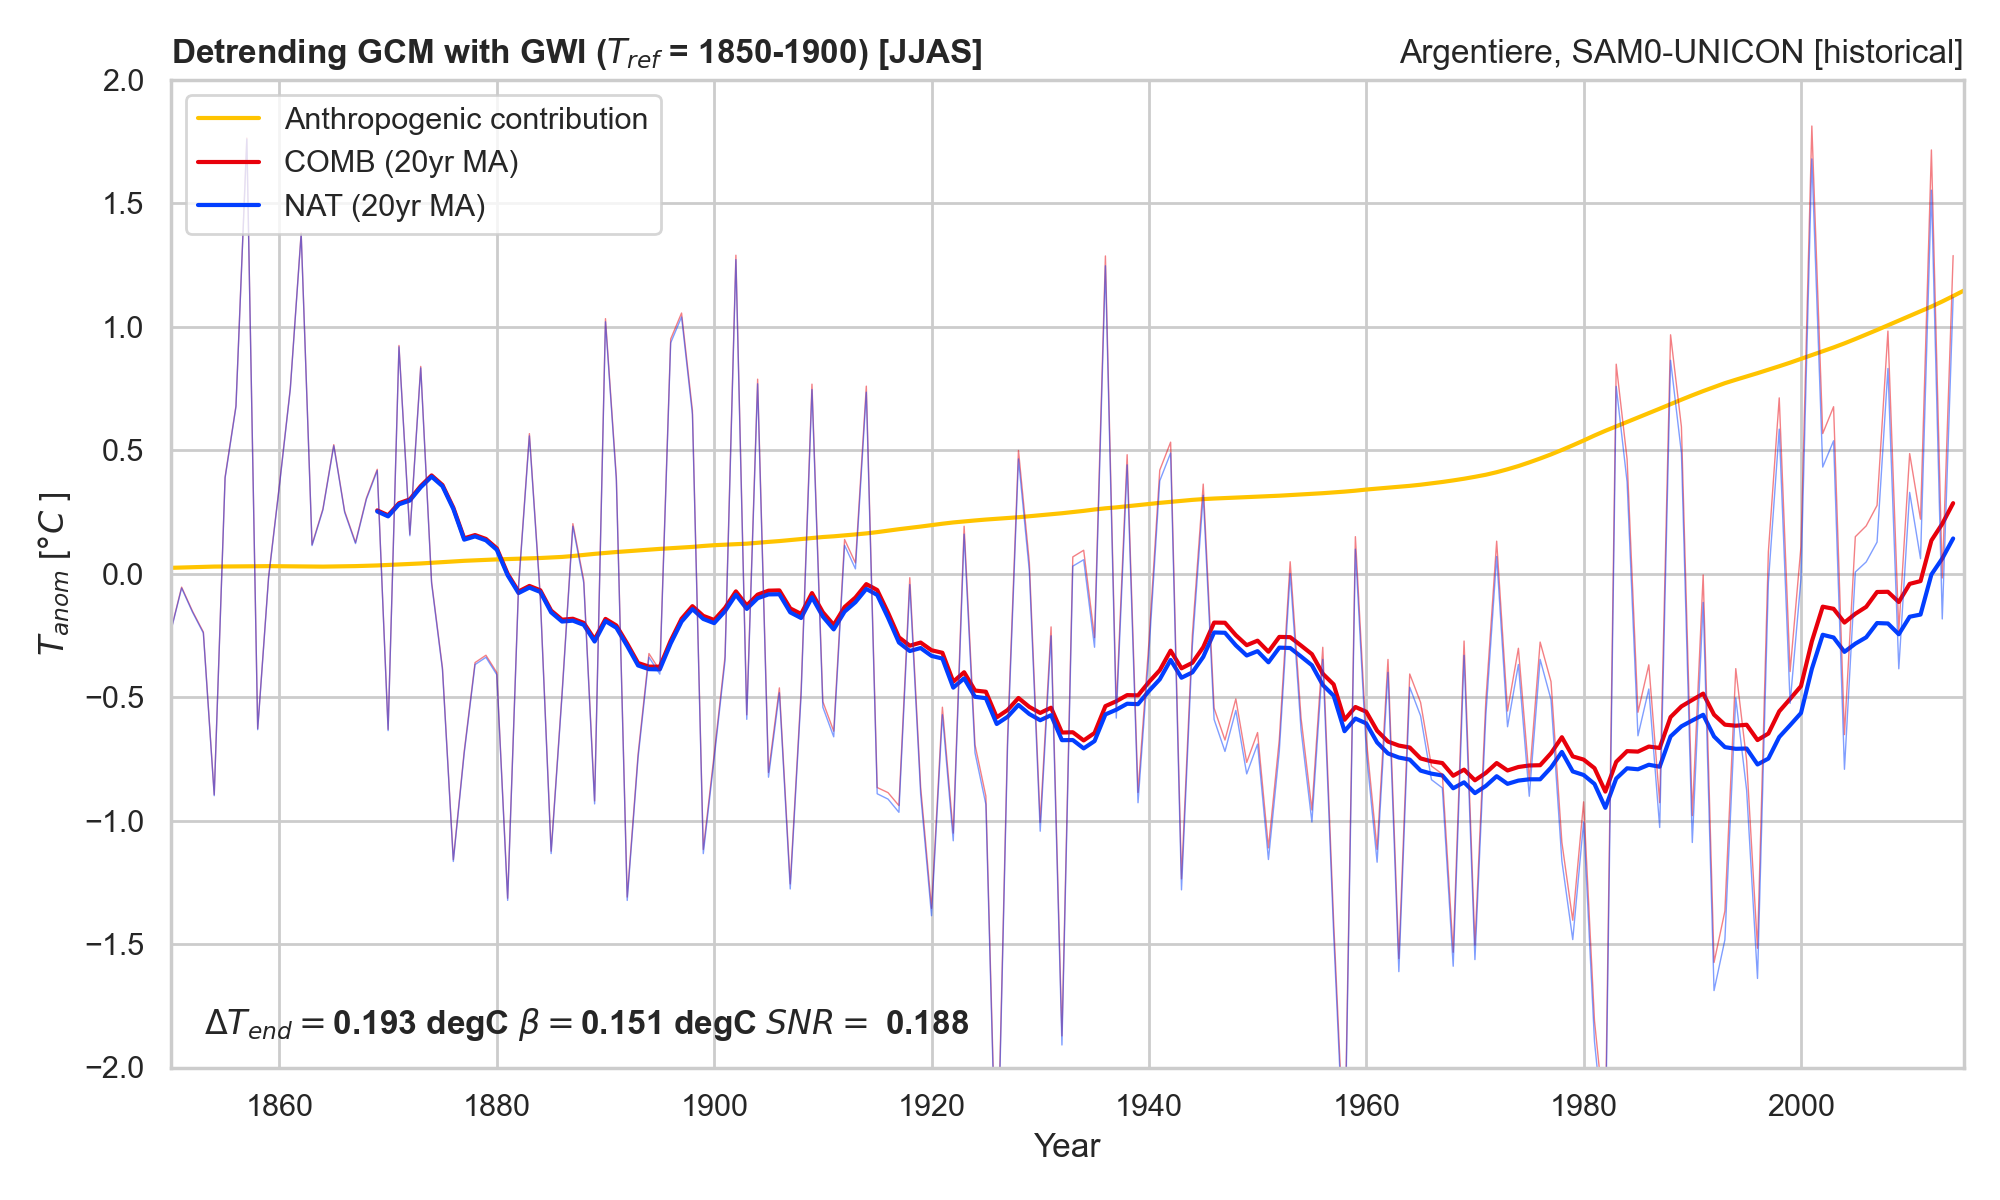 Detrending GCM with GWI (T_ref = 1850-1900) [JJAS]
Argentiere, SAM0-UNICON [historical]
Anthropogenic contribution
COMB (20yr MA)
NAT (20yr MA)
T_anom [°C]
2.0
1.5
1.0
0.5
0.0
−0.5
−1.0
−1.5
−2.0
ΔT_end = 0.193 degC β = 0.151 degC SNR = 0.188
1860 1880 1900 1920 1940 1960 1980 2000
Year